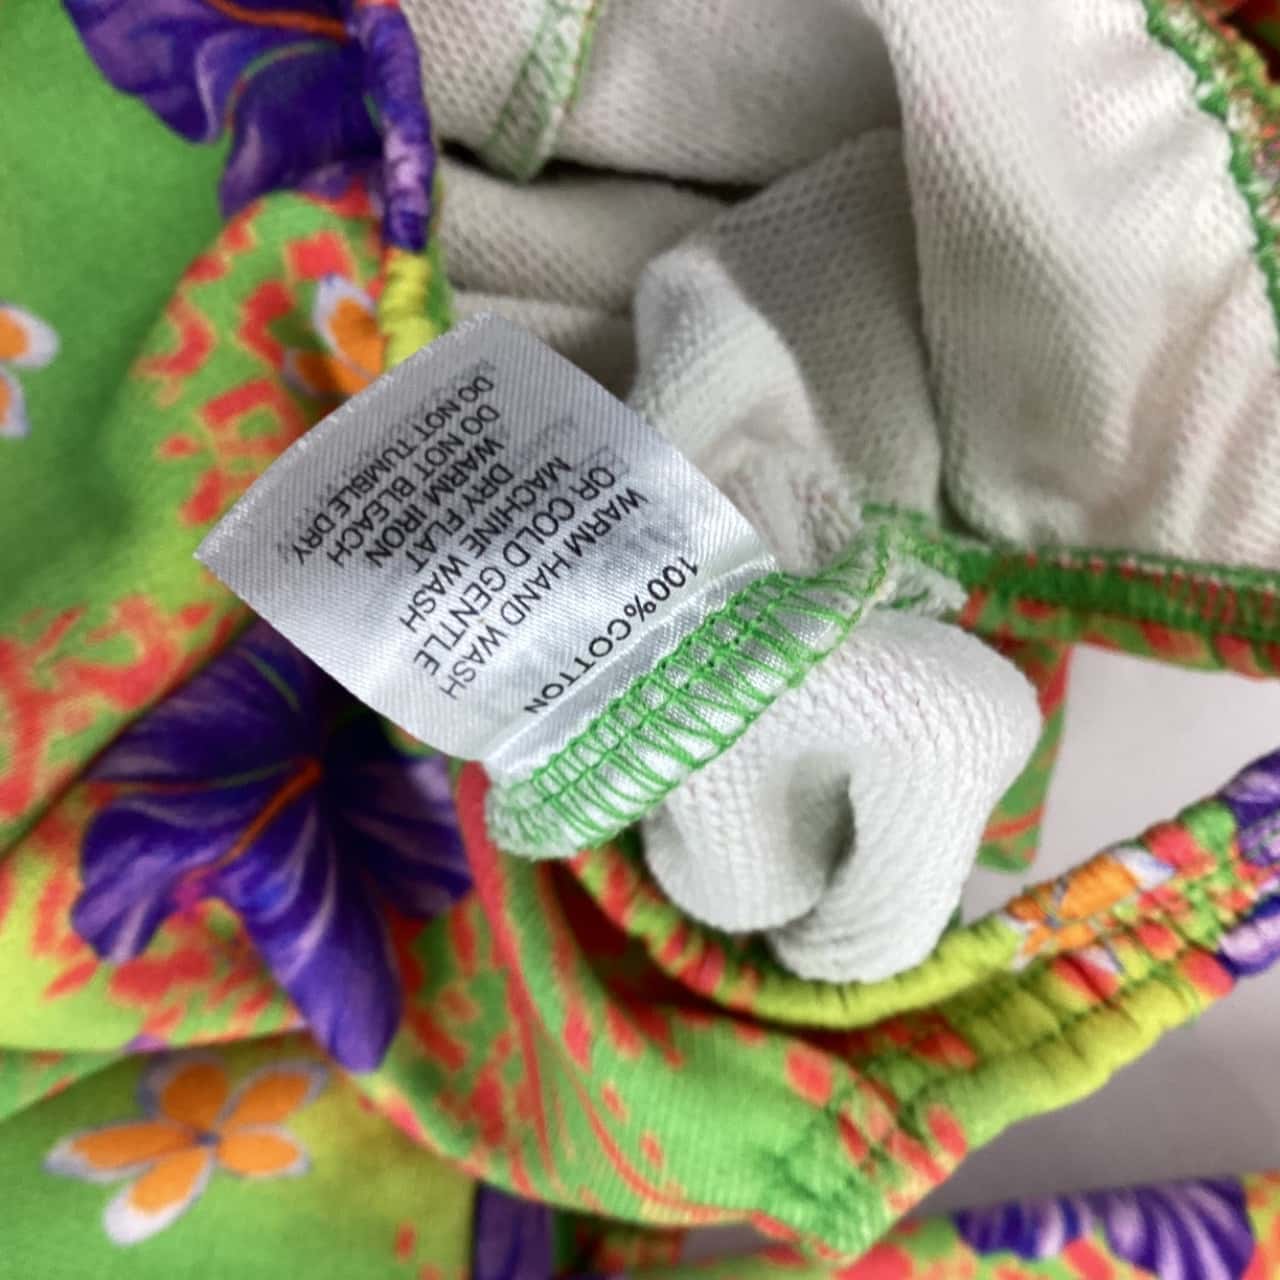 100%COTTON
WARM HAND WASH
OR COLD GENTLE
MACHINE WASH
DRY FLAT
WARM IRON
DO NOT BLEACH
DO NOT TUMBLE DRY